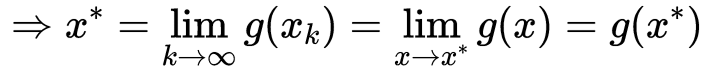 ⇒ x* = lim_{k→∞} g(x_k) = lim_{x→x*} g(x) = g(x*)